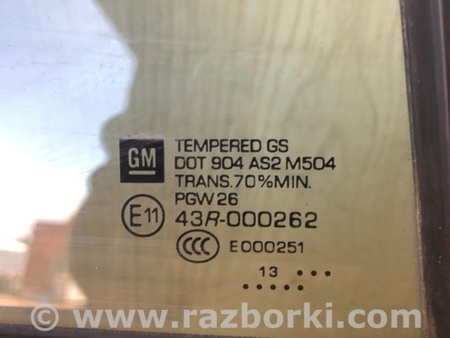 GM
TEMPERED GS
DOT 904 AS2 M504
TRANS.70%MIN.
PGW 26
E11 43R-000262
CCC E000251
13 ...
.....
© www.razborki.com